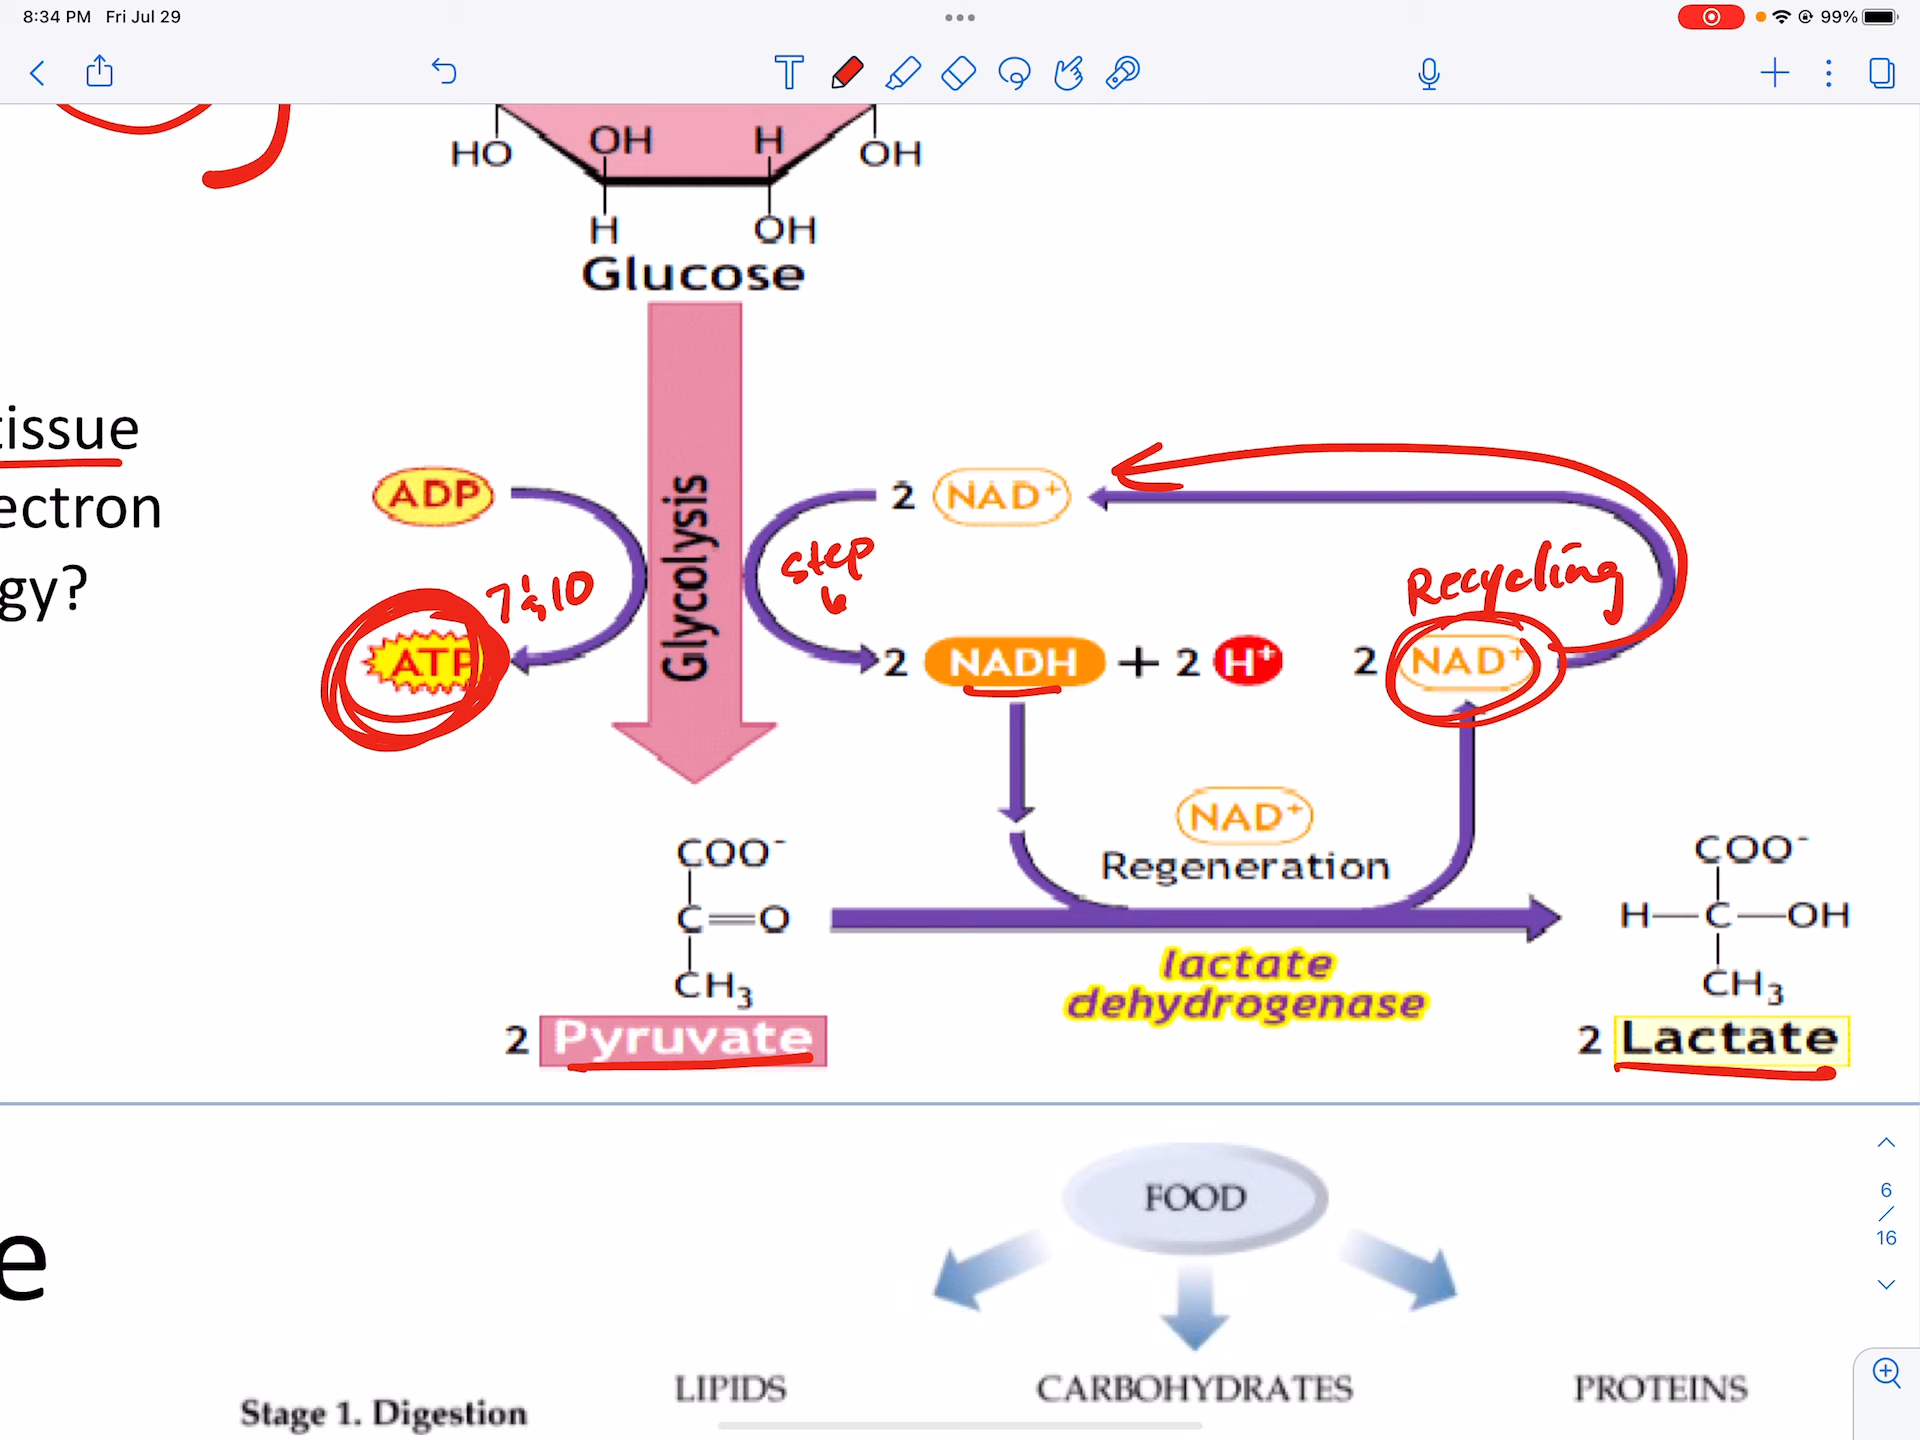 8:34 PM Fri Jul 29
99%
HO OH H OH
H OH
Glucose
tissue
ectron
gy?
ADP
2 NAD⁺
Glycolysis
step
6
7 & 10
Recycling
ATP
2 NADH + 2 H⁺
2 NAD⁺
NAD⁺
Regeneration
COO⁻
C=O
CH₃
2 Pyruvate
lactate
dehydrogenase
COO⁻
H—C—OH
CH₃
2 Lactate
e
FOOD
6
/
16
LIPIDS CARBOHYDRATES PROTEINS
Stage 1. Digestion